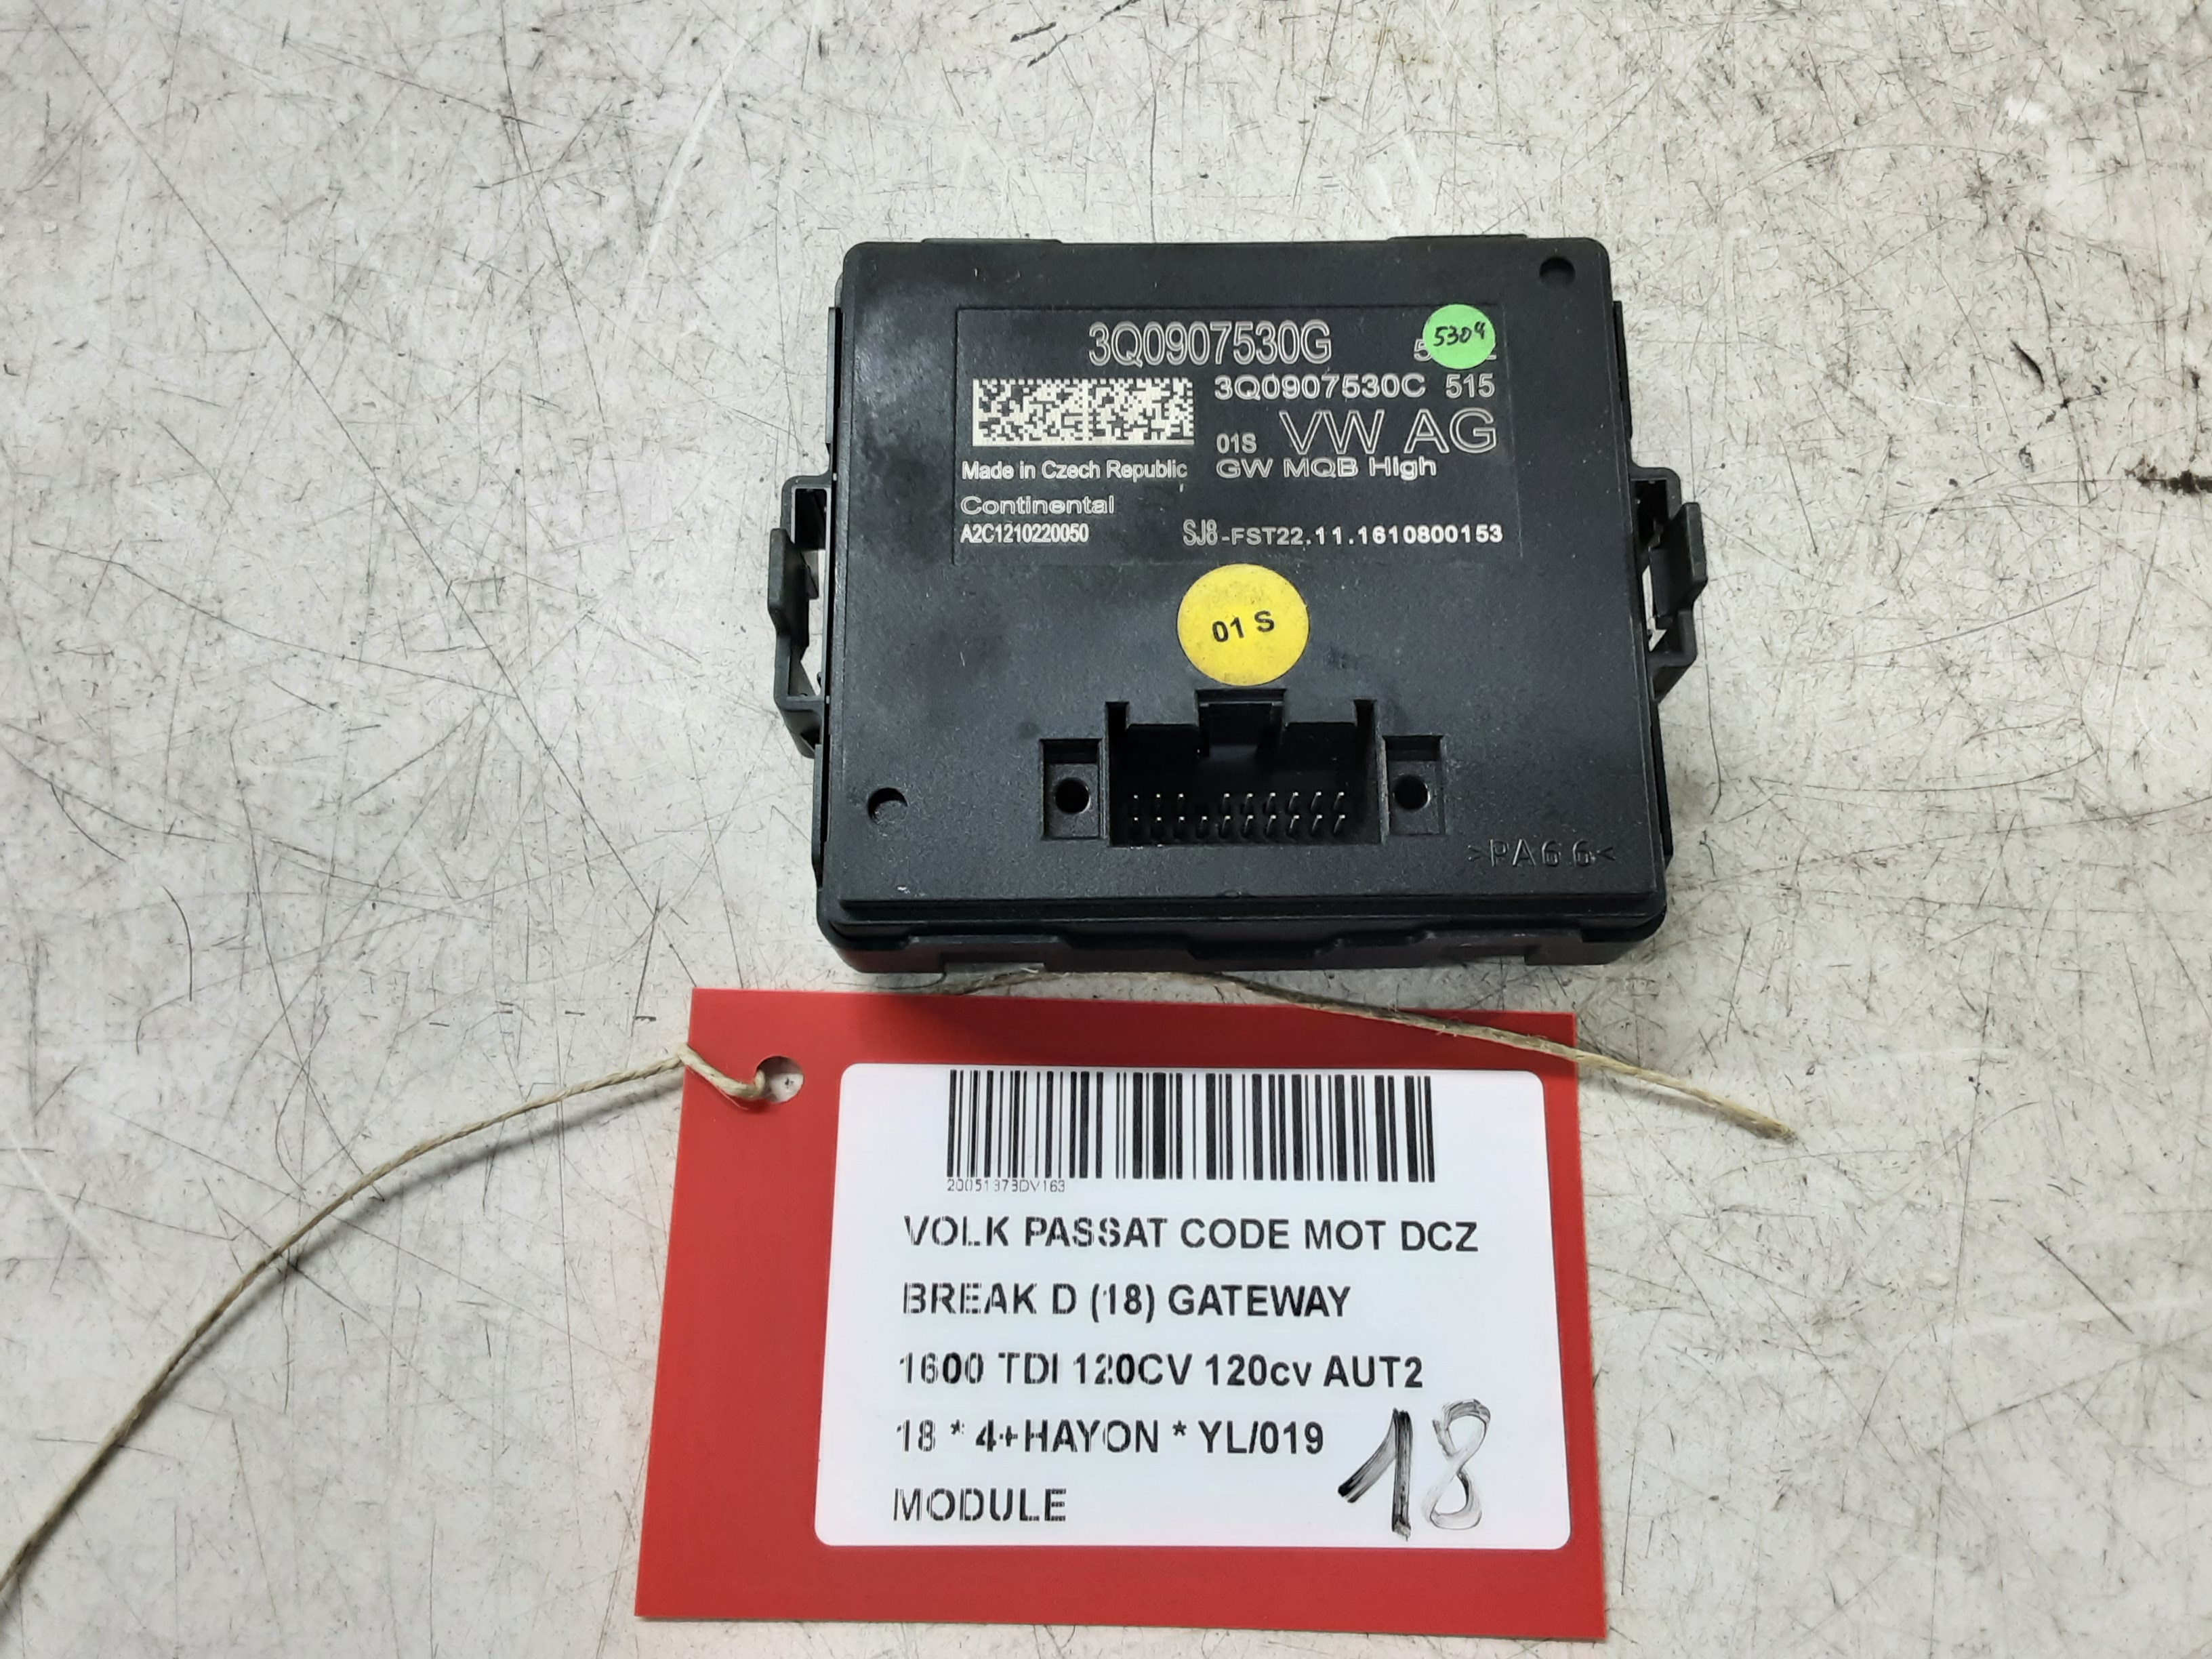 3Q0907530G
5304
3Q0907530C 515
01S VW AG
Made in Czech Republic GW MQB High
Continental
A2C1210220050 SJ8-FST22.11.1610800153
01 S
>PA66<
20051373DV163
VOLK PASSAT CODE MOT DCZ
BREAK D (18) GATEWAY
1600 TDI 120CV 120cv AUT2
18 * 4+HAYON * YL/019
18
MODULE